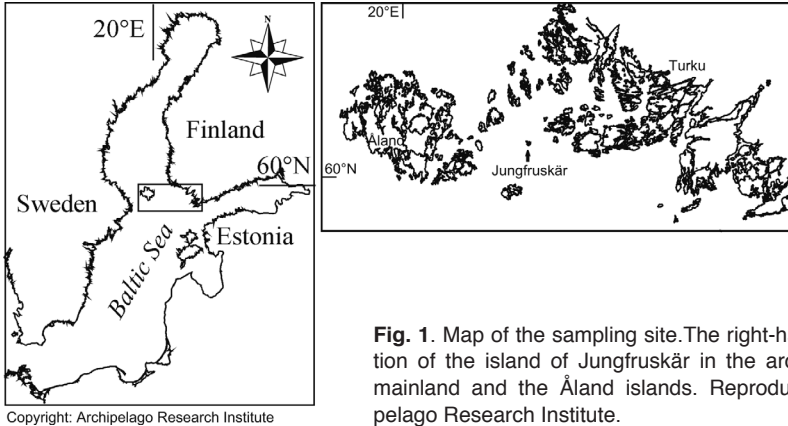 20°E
N
Finland
60°N
Sweden
Estonia
Baltic Sea
Copyright: Archipelago Research Institute
20°E
Turku
Åland
60°N
Jungfruskär
Fig. 1. Map of the sampling site.The right-h
tion of the island of Jungfruskär in the arc
mainland and the Åland islands. Reprodu
pelago Research Institute.